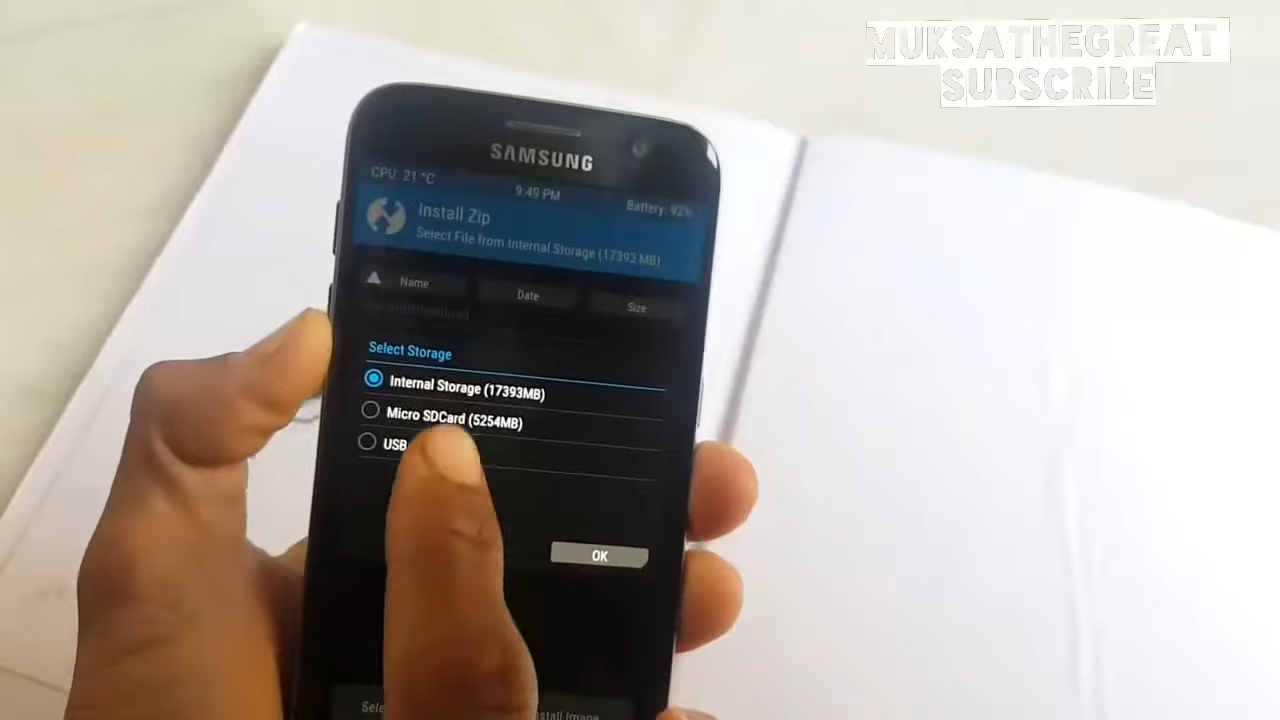 MUKSATHEGREAT
SUBSCRIBE
SAMSUNG
CPU: 21 °C
9:49 PM
Battery: 92%
Install Zip
Select File from Internal Storage (17393 MB)
Name
Date
Size
Select Storage
Internal Storage (17393MB)
Micro SDCard (5254MB)
USB
OK
Image